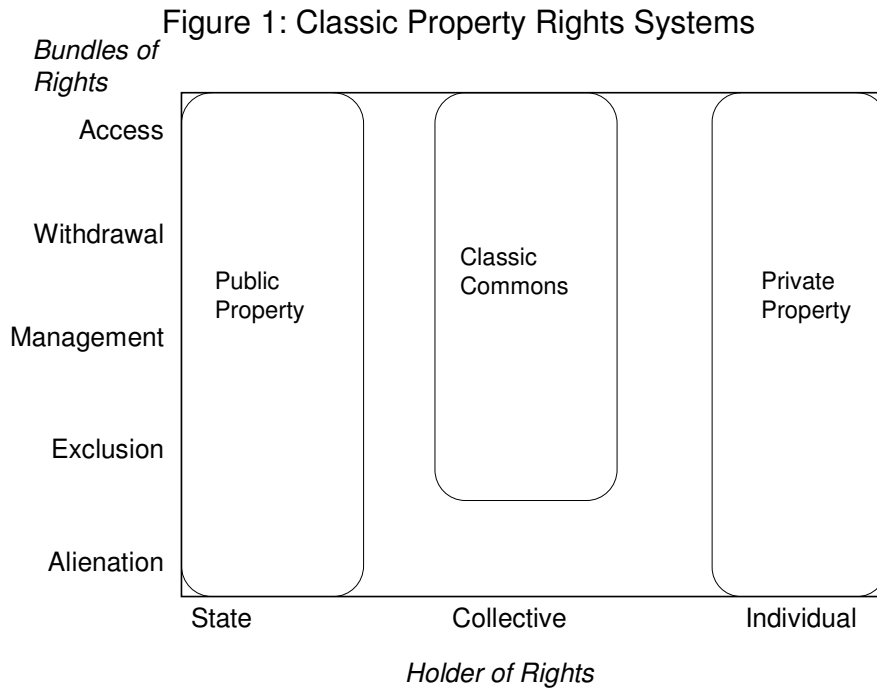 Figure 1: Classic Property Rights Systems
Bundles of
Rights
Access
Withdrawal
Management
Exclusion
Alienation
Public
Property
Classic
Commons
Private
Property
State
Collective
Individual
Holder of Rights